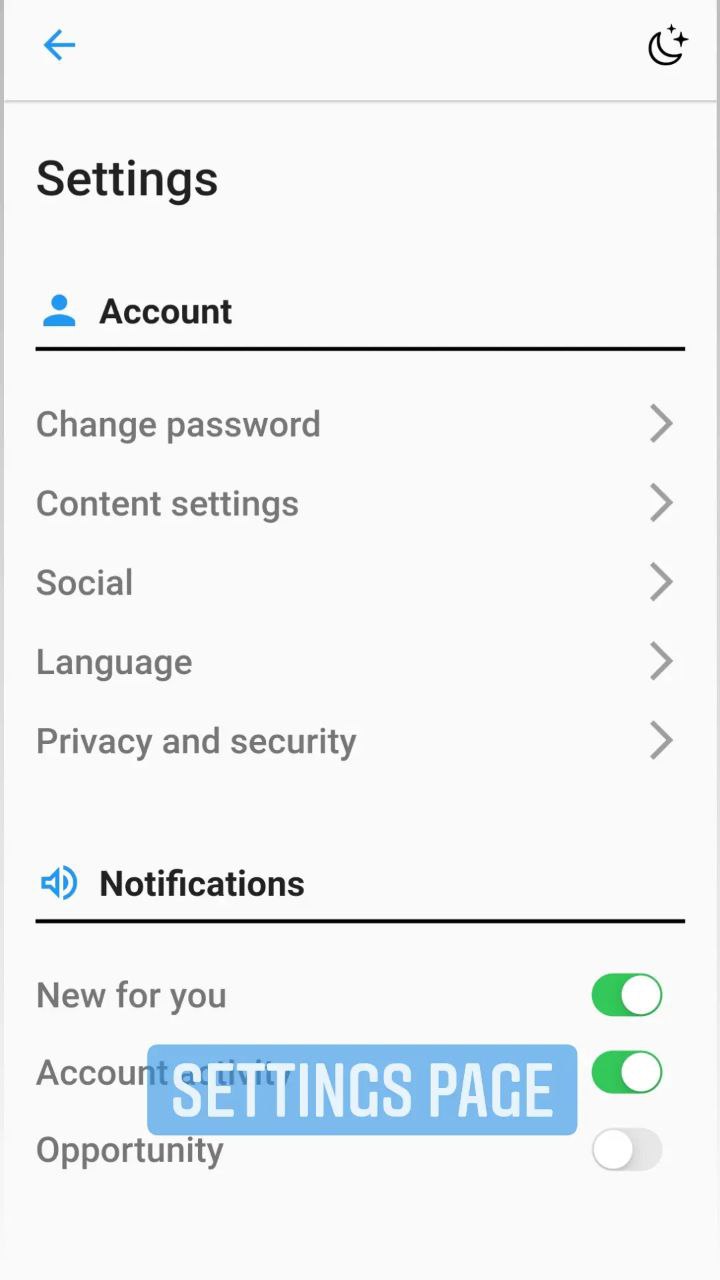 Settings
Account
Change password
Content settings
Social
Language
Privacy and security
Notifications
New for you
Account activity
SETTINGS PAGE
Opportunity